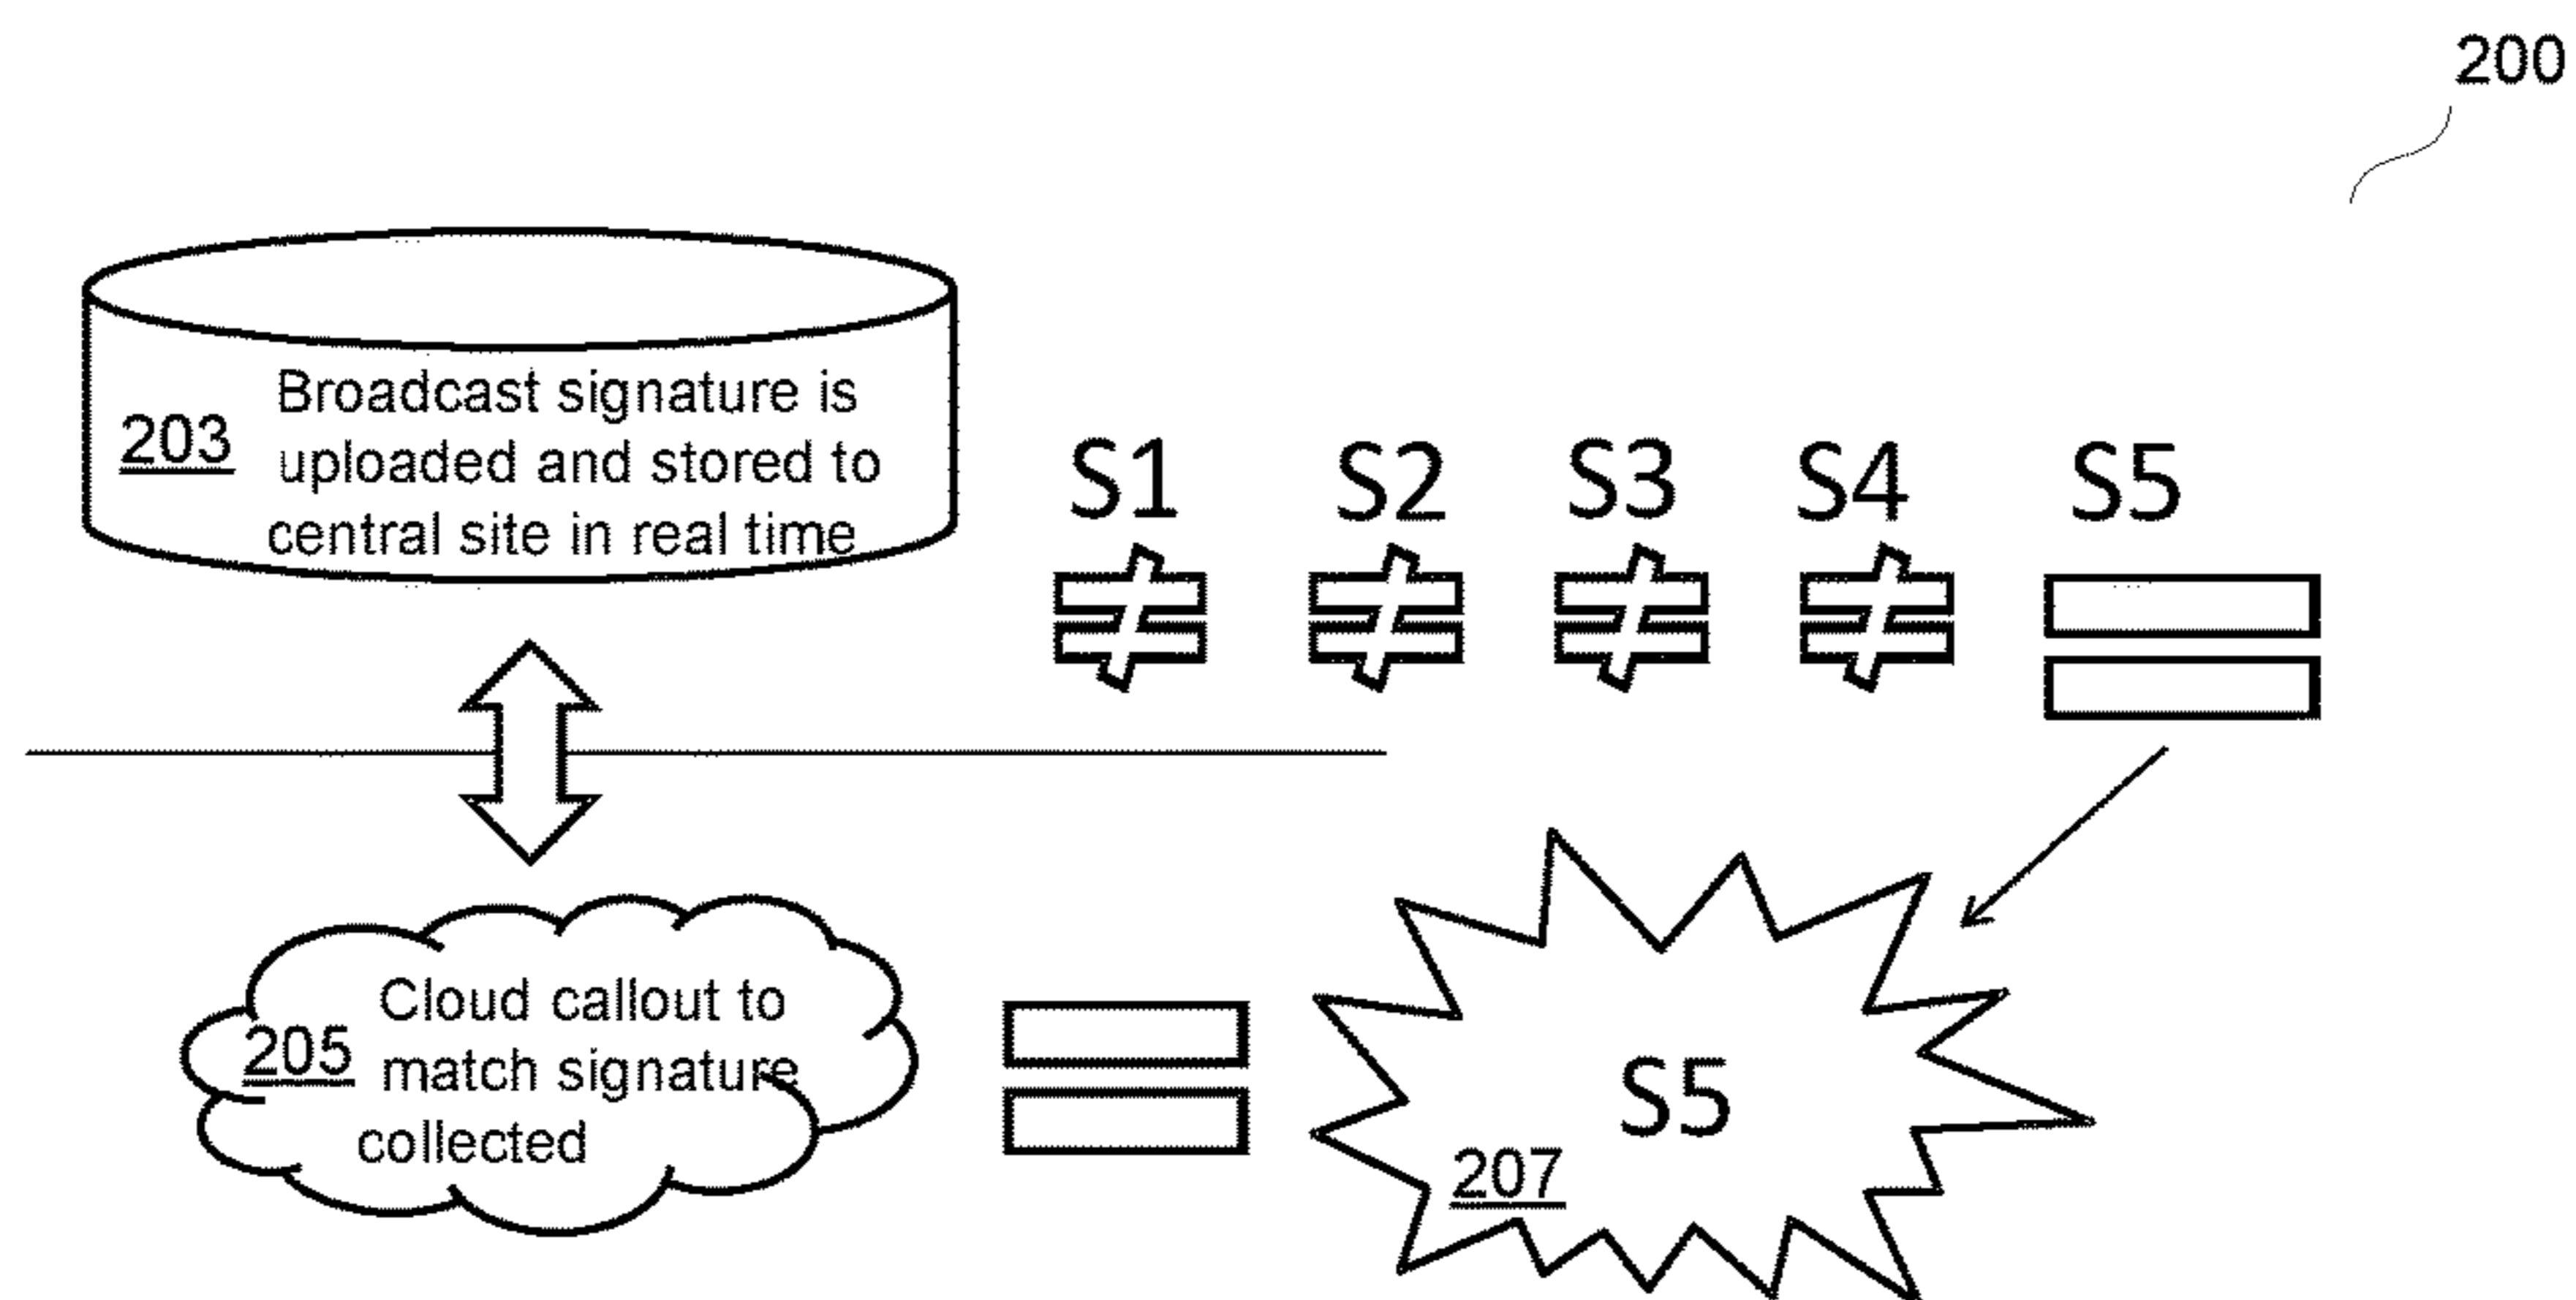 200
Broadcast signature is
203 uploaded and stored to
central site in real time
S1 S2 S3 S4 S5
Cloud callout to
205 match signature
collected
S5
207